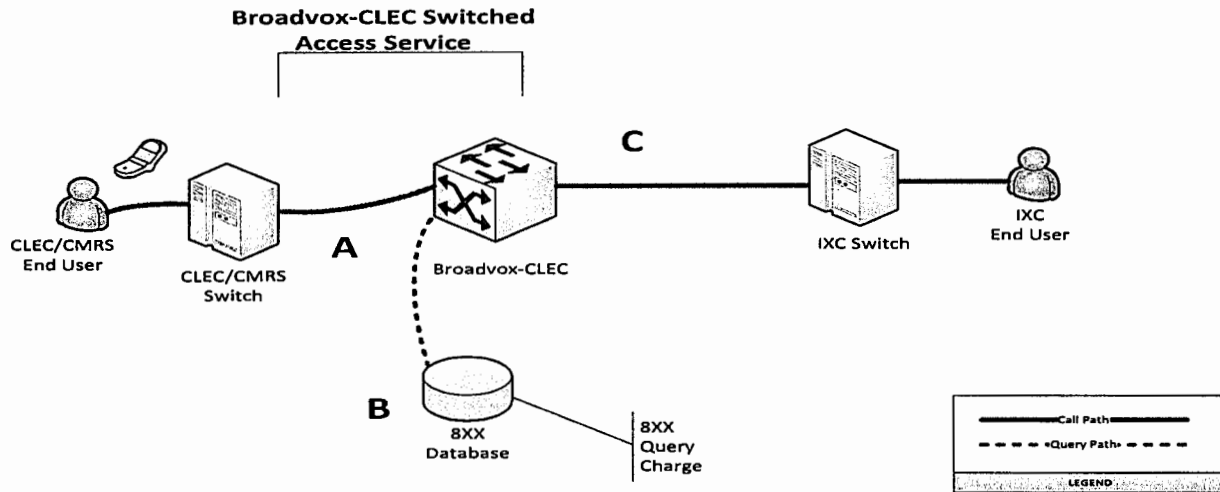 Broadvox-CLEC Switched
Access Service
C
CLEC/CMRS
End User
A
CLEC/CMRS
Switch
Broadvox-CLEC
IXC Switch
IXC
End User
B
8XX
Database
8XX
Query
Charge
Call Path
Query Path
LEGEND